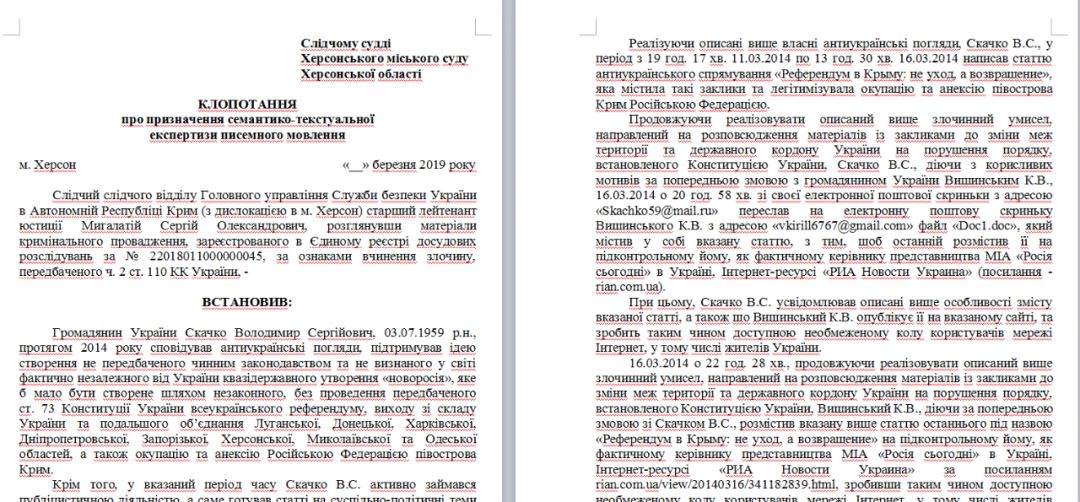 Слідчому судді
Херсонського міського суду
Херсонської області
КЛОПОТАННЯ
про призначення семантико-текстуальної
експертизи писемного мовлення
м. Херсон «__» березня 2019 року
Слідчий слідчого відділу Головного управління Служби безпеки України
в Автономній Республіці Крим (з дислокацією в м. Херсон) старший лейтенант
юстиції Мигалатій Сергій Олександрович, розглянувши матеріали
кримінального провадження, зареєстрованого в Єдиному реєстрі досудових
розслідувань за № 22018011000000045, за ознаками вчинення злочину,
передбаченого ч. 2 ст. 110 КК України, -
ВСТАНОВИВ:
Громадянин України Скачко Володимир Сергійович, 03.07.1959 р.н.,
протягом 2014 року сповідував антиукраїнські погляди, підтримував ідею
створення не передбаченого чинним законодавством та не визнаного у світі
фактично незалежного від України квазідержавного утворення «новоросія», яке
б мало бути створене шляхом незаконного, без проведення передбаченого
ст. 73 Конституції України всеукраїнського референдуму, виходу зі складу
України та подальшого об’єднання Луганської, Донецької, Харківської,
Дніпропетровської, Запорізької, Херсонської, Миколаївської та Одеської
областей, а також окупацію та анексію Російською Федерацією півострова
Крим.
Крім того, у вказаний період часу Скачко В.С. активно займався
публіцистичною діяльністю, а саме готував статті на суспільно-політичні теми
Реалізуючи описані вище власні антиукраїнські погляди, Скачко В.С., у
період з 19 год. 17 хв. 11.03.2014 по 13 год. 30 хв. 16.03.2014 написав статтю
антиукраїнського спрямування «Референдум в Крыму: не уход, а возвращение»,
яка містила такі заклики та легітимізувала окупацію та анексію півострова
Крим Російською Федерацією.
Продовжуючи реалізовувати описаний вище злочинний умисел,
направлений на розповсюдження матеріалів із закликами до зміни меж
території та державного кордону України на порушення порядку,
встановленого Конституцією України, Скачко В.С., діючи з корисливих
мотивів за попередньою змовою з громадянином України Вишинським К.В.,
16.03.2014 о 20 год. 58 хв. зі своєї електронної поштової скриньки з адресою
«Skachko59@mail.ru» переслав на електронну поштову скриньку
Вишинського К.В. з адресою «vkirill6767@gmail.com» файл «Doc1.doc», який
містив у собі вказану статтю, з тим, щоб останній розмістив її на
підконтрольному йому, як фактичному керівнику представництва МІА «Росія
сьогодні» в Україні, Інтернет-ресурсі «РИА Новости Украина» (посилання -
rian.com.ua).
При цьому, Скачко В.С. усвідомлював описані вище особливості змісту
вказаної статті, а також що Вишинський К.В. опублікує її на вказаному сайті, та
зробить таким чином доступною необмеженому колу користувачів мережі
Інтернет, у тому числі жителів України.
16.03.2014 о 22 год. 28 хв., продовжуючи реалізовувати описаний вище
злочинний умисел, направлений на розповсюдження матеріалів із закликами до
зміни меж території та державного кордону України на порушення порядку,
встановленого Конституцією України, Вишинський К.В., діючи за попередньою
змовою зі Скачком В.С., розмістив вказану вище статтю останнього під назвою
«Референдум в Крыму: не уход, а возвращение» на підконтрольному йому, як
фактичному керівнику представництва МІА «Росія сьогодні» в Україні,
Інтернет-ресурсі «РИА Новости Украина» за посиланням
rian.com.ua/view/20140316/341182839.html, зробивши таким чином доступною
необмеженому колу користувачів мережі Інтернет, у тому числі жителів